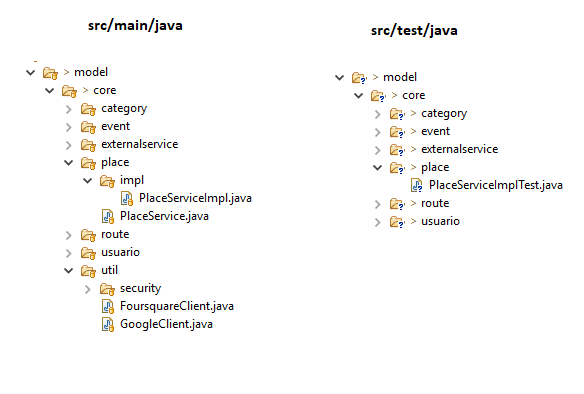 src/main/java
> model
> core
category
event
externalservice
place
impl
PlaceServiceImpl.java
PlaceService.java
route
usuario
util
security
FoursquareClient.java
GoogleClient.java
src/test/java
> model
> core
> category
> event
> externalservice
> place
PlaceServiceImplTest.java
> route
> usuario